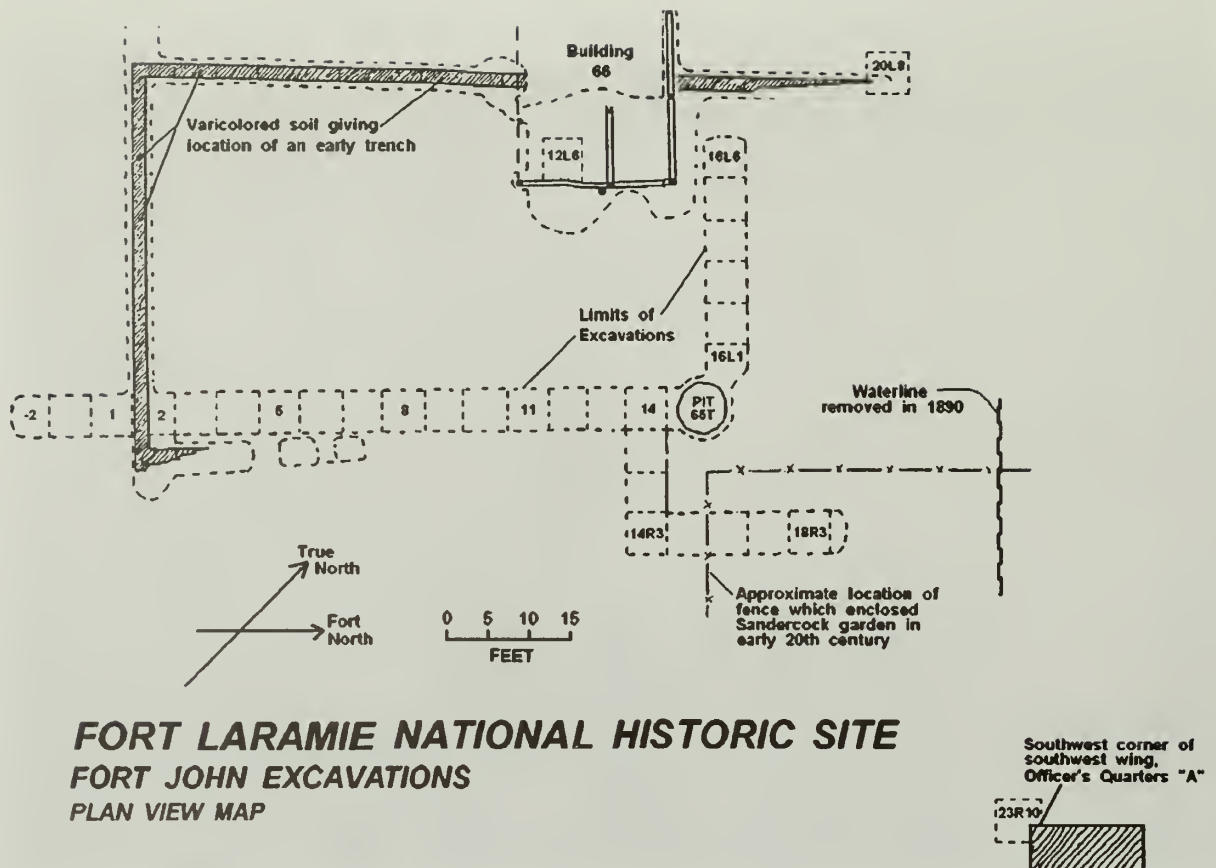 Building
66
20L8
Varicolored soil giving
location of an early trench
12L6
16L6
Limits of
Excavations
16L1
Waterline
removed in 1890
-2
1
2
5
8
11
14
PIT
65T
14R3
18R3
True
North
Fort
North
0 5 10 15
FEET
Approximate location of
fence which enclosed
Sandercock garden in
early 20th century
FORT LARAMIE NATIONAL HISTORIC SITE
FORT JOHN EXCAVATIONS
PLAN VIEW MAP
Southwest corner of
southwest wing,
Officer's Quarters "A"
23R10